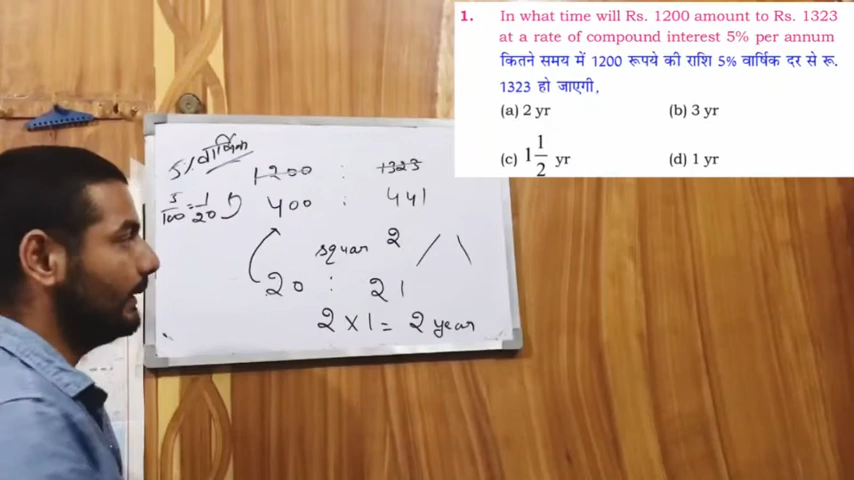 1. In what time will Rs. 1200 amount to Rs. 1323
at a rate of compound interest 5% per annum
कितने समय में 1200 रूपये की राशि 5% वार्षिक दर से रू.
1323 हो जाएगी,
(a) 2 yr (b) 3 yr
(c) 1 1/2 yr (d) 1 yr
5% वार्षिक
1200 : 1323
5/100 = 1/20 400 : 441
squar 2
20 : 21
2 × 1 = 2 year